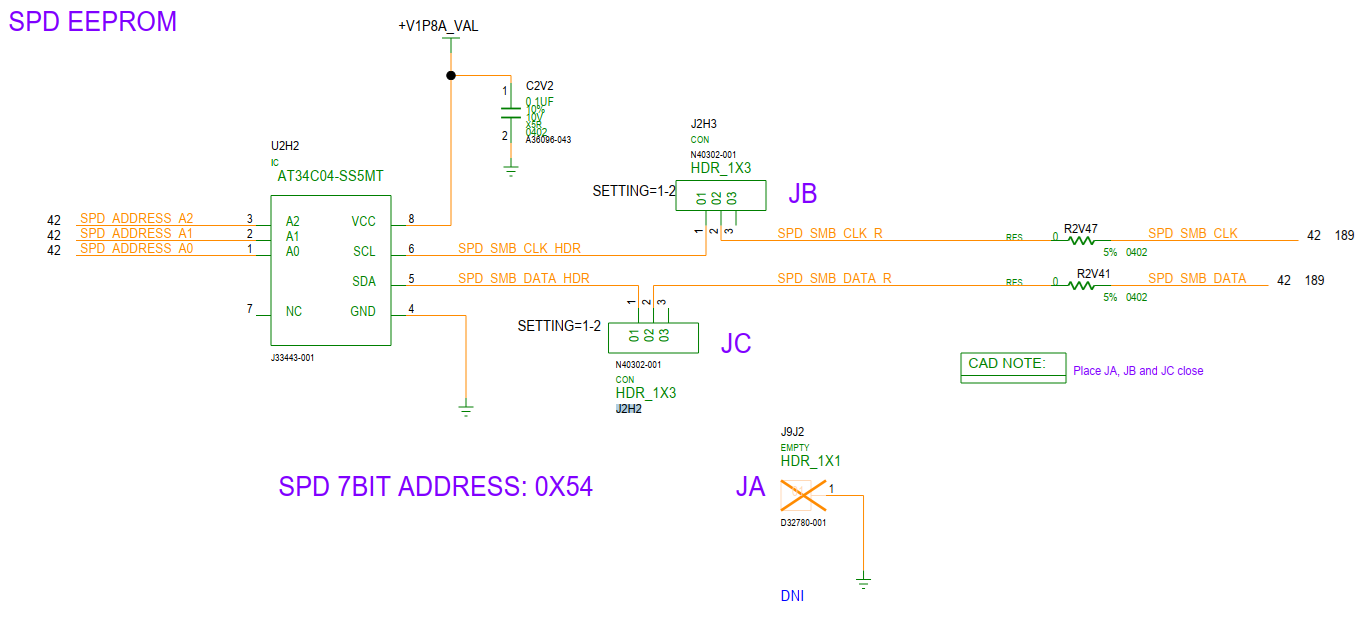 SPD EEPROM
+V1P8A_VAL
C2V2
1
0.1UF
10%
10V
X5R
0402
2
A36096-043
J2H3
CON
N40302-001
HDR_1X3
SETTING=1-2
01 02 03
JB
1 2 3
U2H2
IC
AT34C04-SS5MT
42 SPD_ADDRESS_A2 3 A2 VCC 8
42 SPD_ADDRESS_A1 2 A1
42 SPD_ADDRESS_A0 1 A0 SCL 6 SPD_SMB_CLK_HDR
SPD_SMB_CLK_R RES 0 R2V47 5% 0402 SPD_SMB_CLK 42 189
SDA 5 SPD_SMB_DATA_HDR
SPD_SMB_DATA_R RES 0 R2V41 5% 0402 SPD_SMB_DATA 42 189
7 NC GND 4
J33443-001
1 2 3
SETTING=1-2
01 02 03
JC
N40302-001
CON
HDR_1X3
J2H2
CAD NOTE:
Place JA, JB and JC close
J9J2
EMPTY
HDR_1X1
SPD 7BIT ADDRESS: 0X54
JA
1
D32780-001
DNI